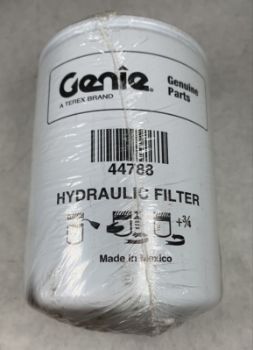 Genie® Genuine
A TEREX BRAND Parts
44788
HYDRAULIC FILTER
+3/4
Made in Mexico